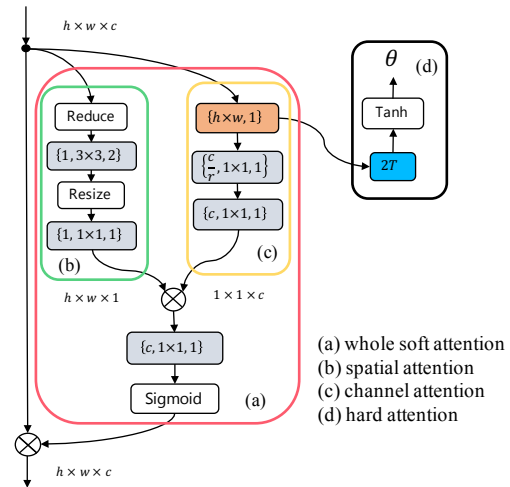 h × w × c
(d)
θ
Tanh
2T
Reduce
{1, 3×3, 2}
Resize
{1, 1×1, 1}
(b)
{h×w, 1}
{c/r, 1×1, 1}
{c, 1×1, 1}
(c)
h × w × 1
1 × 1 × c
{c, 1×1, 1}
Sigmoid
(a)
h × w × c
(a) whole soft attention
(b) spatial attention
(c) channel attention
(d) hard attention